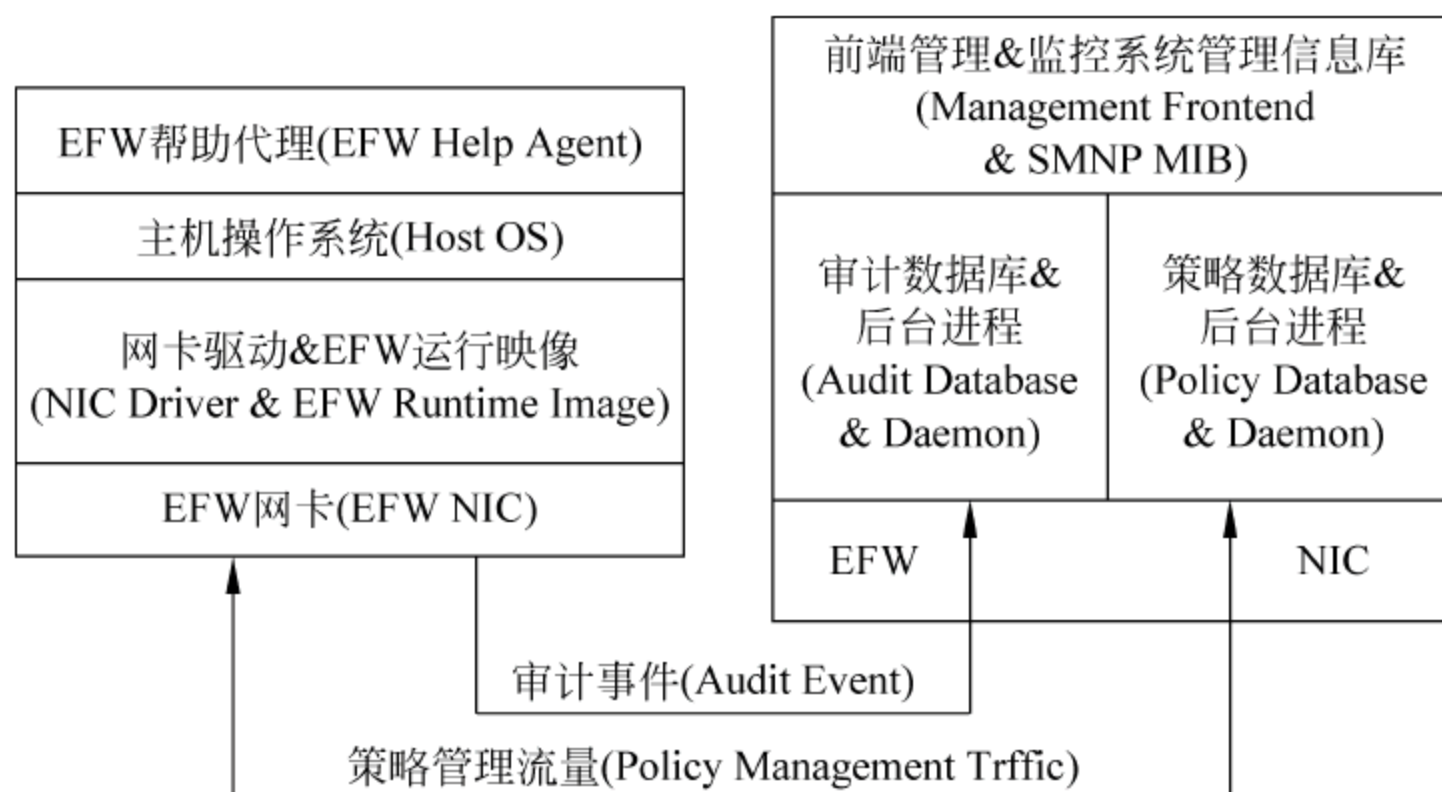 EFW帮助代理(EFW Help Agent)
主机操作系统(Host OS)
网卡驱动&EFW运行映像
(NIC Driver & EFW Runtime Image)
EFW网卡(EFW NIC)
前端管理&监控系统管理信息库
(Management Frontend
& SMNP MIB)
审计数据库&
后台进程
(Audit Database
& Daemon)
策略数据库&
后台进程
(Policy Database
& Daemon)
EFW
NIC
审计事件(Audit Event)
策略管理流量(Policy Management Trffic)